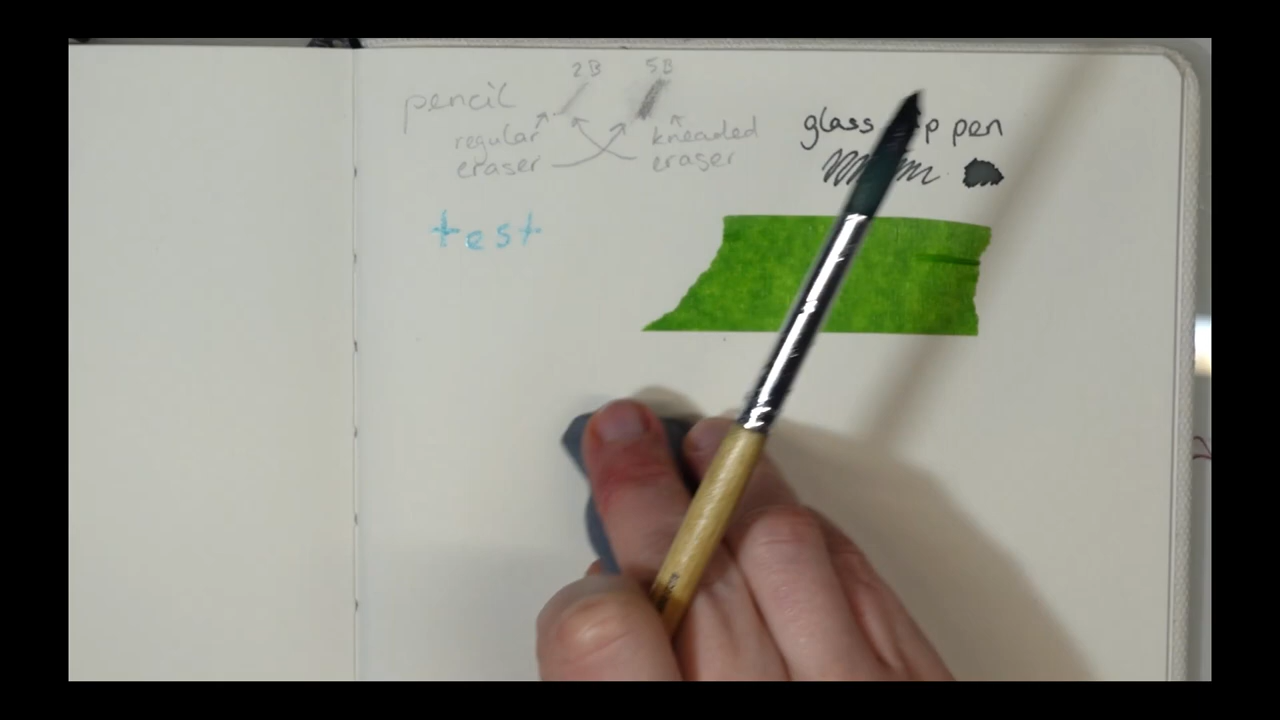 2B 5B
pencil
regular kneaded
eraser eraser
glass p pen
test